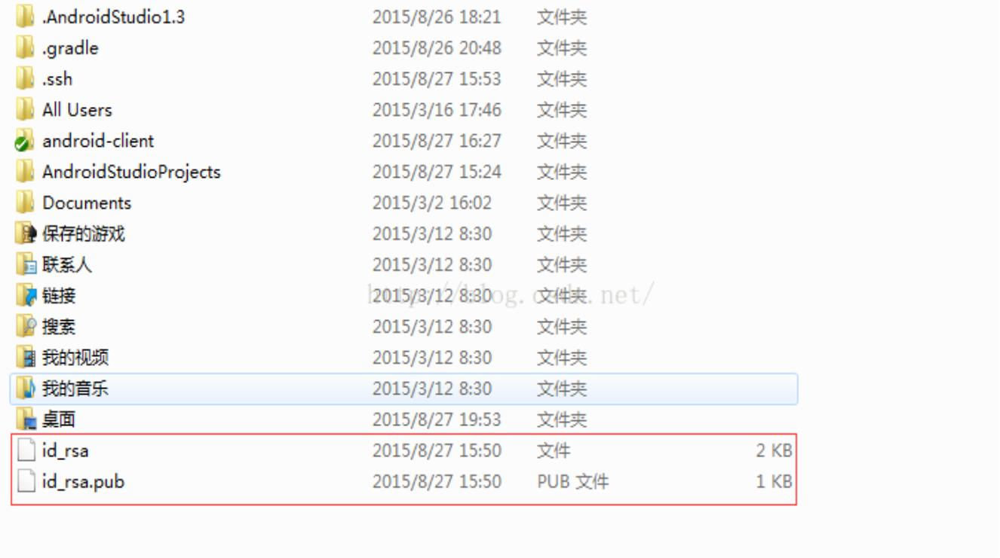 .AndroidStudio1.3 2015/8/26 18:21 文件夹
.gradle 2015/8/26 20:48 文件夹
.ssh 2015/8/27 15:53 文件夹
All Users 2015/3/16 17:46 文件夹
android-client 2015/8/27 16:27 文件夹
AndroidStudioProjects 2015/8/27 15:24 文件夹
Documents 2015/3/2 16:02 文件夹
保存的游戏 2015/3/12 8:30 文件夹
联系人 2015/3/12 8:30 文件夹
链接 2015/3/12 8:30 文件夹
http://blog.csdn.net/
搜索 2015/3/12 8:30 文件夹
我的视频 2015/3/12 8:30 文件夹
我的音乐 2015/3/12 8:30 文件夹
桌面 2015/8/27 19:53 文件夹
id_rsa 2015/8/27 15:50 文件 2 KB
id_rsa.pub 2015/8/27 15:50 PUB 文件 1 KB